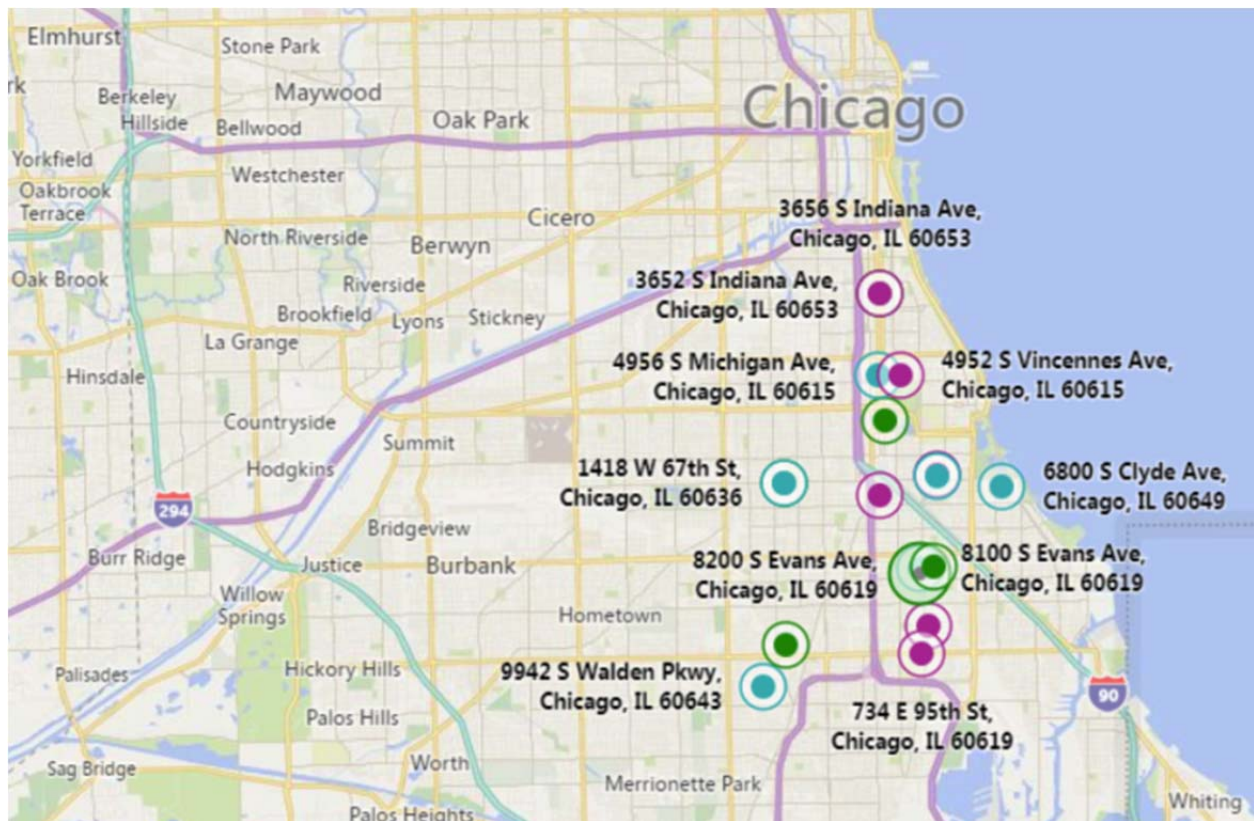 Elmhurst
Stone Park
rk
Berkeley
Maywood
Hillside
Bellwood
Oak Park
Chicago
Yorkfield
Westchester
Oakbrook
Terrace
Cicero
3656 S Indiana Ave,
Chicago, IL 60653
North Riverside
Berwyn
Oak Brook
Riverside
3652 S Indiana Ave,
Chicago, IL 60653
Brookfield
Lyons
Stickney
La Grange
Hinsdale
4956 S Michigan Ave,
Chicago, IL 60615
4952 S Vincennes Ave,
Chicago, IL 60615
Countryside
Summit
Hodgkins
1418 W 67th St,
Chicago, IL 60636
6800 S Clyde Ave,
Chicago, IL 60649
294
Bridgeview
Burr Ridge
Justice
Burbank
8200 S Evans Ave,
Chicago, IL 60619
8100 S Evans Ave,
Chicago, IL 60619
Willow
Springs
Hometown
Palisades
Hickory Hills
9942 S Walden Pkwy,
Chicago, IL 60643
90
Palos Hills
734 E 95th St,
Chicago, IL 60619
Sag Bridge
Worth
Merrionette Park
Whiting
Palos Heights